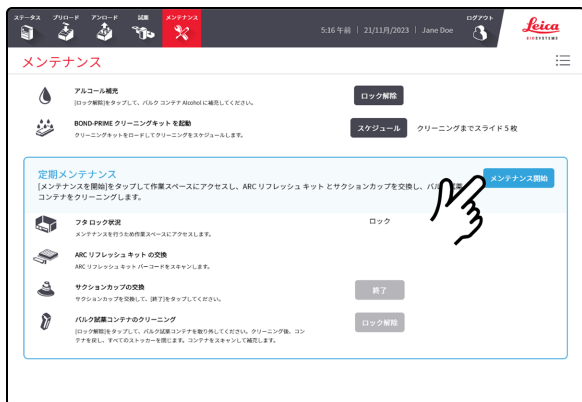 ステータス プリロード アンロード 試薬 メンテナンス
5:16 午前 | 21/11月/2023 | Jane Doe
ログアウト
Leica
BIOSYSTEMS
メンテナンス
アルコール補充
[ロック解除]をタップして、バルク コンテナ Alcohol に補充してください。
ロック解除
BOND-PRIME クリーニングキット を起動
クリーニングキットをロードしてクリーニングをスケジュールします。
スケジュール
クリーニングまでスライド 5 枚
定期メンテナンス
[メンテナンスを開始]をタップして作業スペースにアクセスし、ARC リフレッシュ キット とサクションカップを交換し、バルク試薬
コンテナをクリーニングします。
メンテナンス開始
フタ ロック状況
メンテナンスを行うため作業スペースにアクセスします。
ロック
ARC リフレッシュ キット の交換
ARC リフレッシュ キット バーコードをスキャンします。
サクションカップの交換
サクションカップを交換して、[終了]をタップしてください。
終了
バルク試薬コンテナのクリーニング
[ロック解除]をタップして、バルク試薬コンテナを取り外してください。クリーニング後、コン
テナを戻し、すべてのストッカーを閉じます。コンテナをスキャンして補充します。
ロック解除